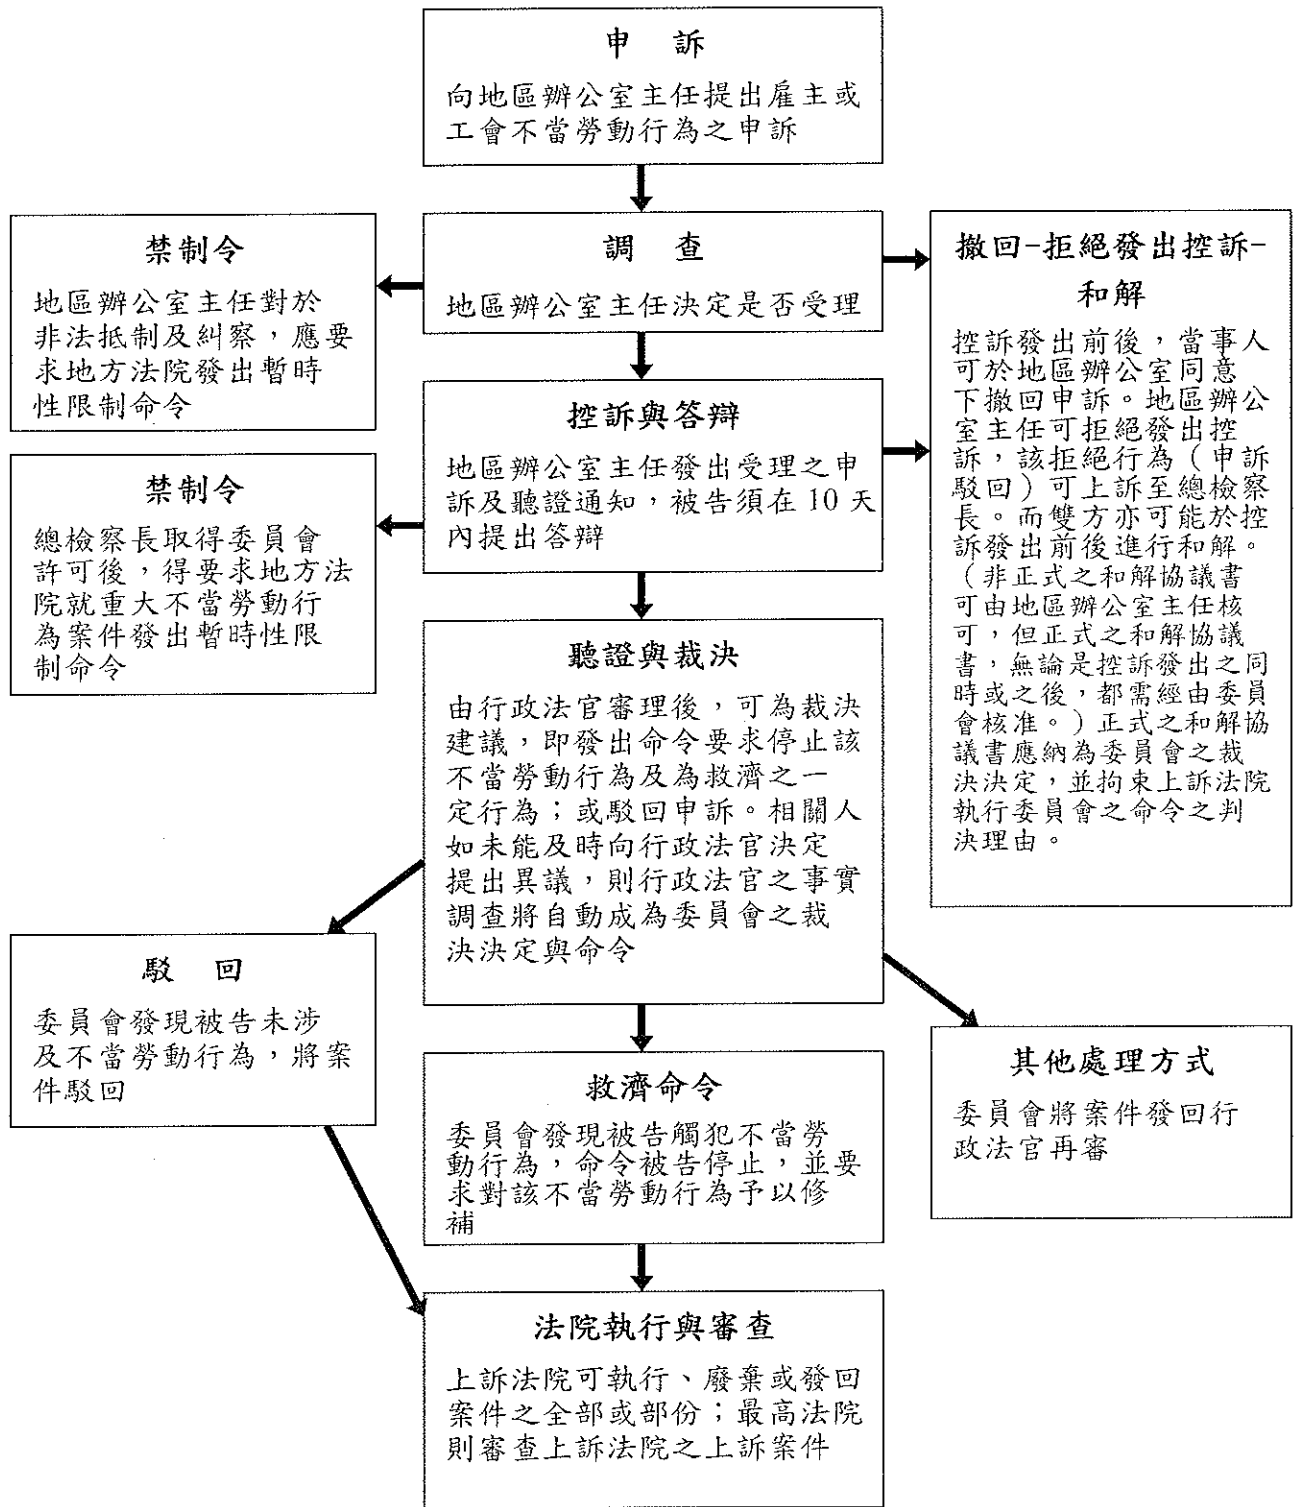 申　訴
向地區辦公室主任提出雇主或
工會不當勞動行為之申訴
禁制令
地區辦公室主任對於
非法抵制及糾察，應要
求地方法院發出暫時
性限制命令
調　查
地區辦公室主任決定是否受理
撤回-拒絕發出控訴-
和解
控訴發出前後，當事人
可於地區辦公室同意
下撤回申訴。地區辦公
室主任可拒絕發出控
訴，該拒絕行為（申訴
駁回）可上訴至總檢察
長。而雙方亦可能於控
訴發出前後進行和解。
（非正式之和解協議書
可由地區辦公室主任核
可，但正式之和解協議
書，無論是控訴發出之同
時或之後，都需經由委員
會核准。）正式之和解協
議書應納為委員會之裁
決決定，並拘束上訴法院
執行委員會之命令之判
決理由。
控訴與答辯
地區辦公室主任發出受理之申
訴及聽證通知，被告須在 10 天
內提出答辯
禁制令
總檢察長取得委員會
許可後，得要求地方法
院就重大不當勞動行
為案件發出暫時性限
制命令
聽證與裁決
由行政法官審理後，可為裁決
建議，即發出命令要求停止該
不當勞動行為及為救濟之一
定行為；或駁回申訴。相關人
如未能及時向行政法官決定
提出異議，則行政法官之事實
調查將自動成為委員會之裁
決決定與命令
駁　回
委員會發現被告未涉
及不當勞動行為，將案
件駁回
救濟命令
委員會發現被告觸犯不當勞
動行為，命令被告停止，並要
求對該不當勞動行為予以修
補
其他處理方式
委員會將案件發回行
政法官再審
法院執行與審查
上訴法院可執行、廢棄或發回
案件之全部或部份；最高法院
則審查上訴法院之上訴案件